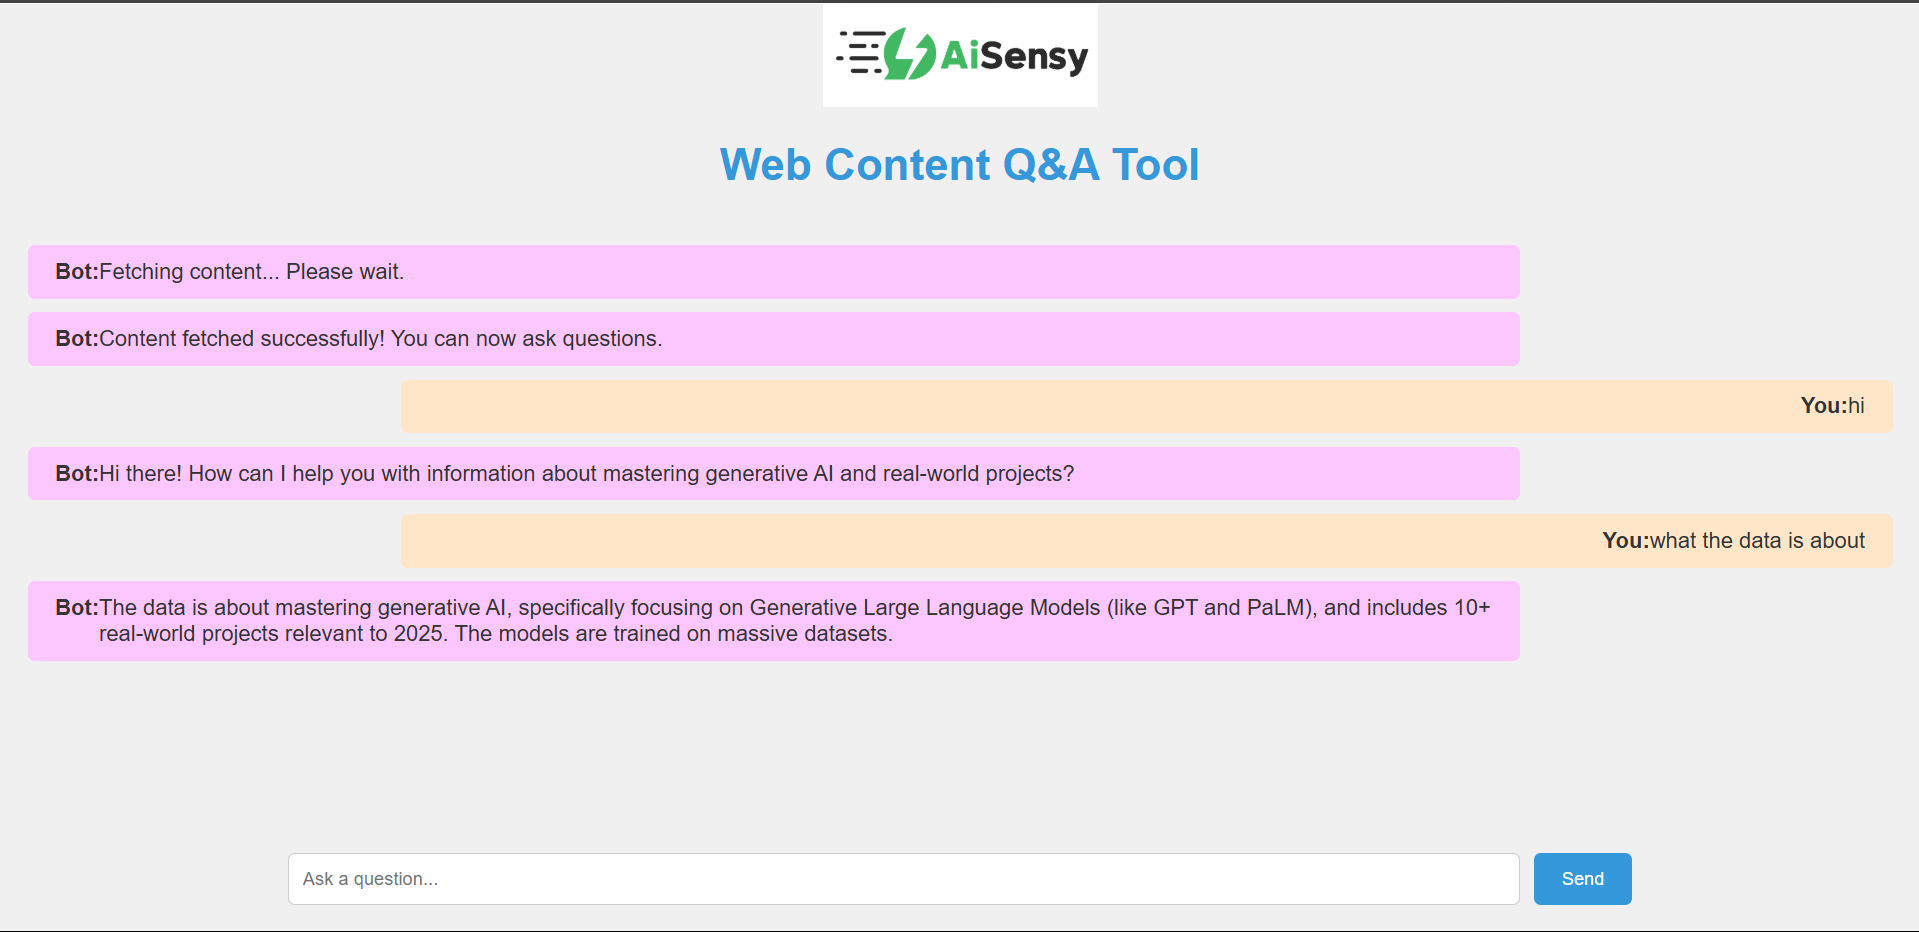 AiSensy
Web Content Q&A Tool
Bot:Fetching content... Please wait.
Bot:Content fetched successfully! You can now ask questions.
You:hi
Bot:Hi there! How can I help you with information about mastering generative AI and real-world projects?
You:what the data is about
Bot:The data is about mastering generative AI, specifically focusing on Generative Large Language Models (like GPT and PaLM), and includes 10+
real-world projects relevant to 2025. The models are trained on massive datasets.
Ask a question...
Send